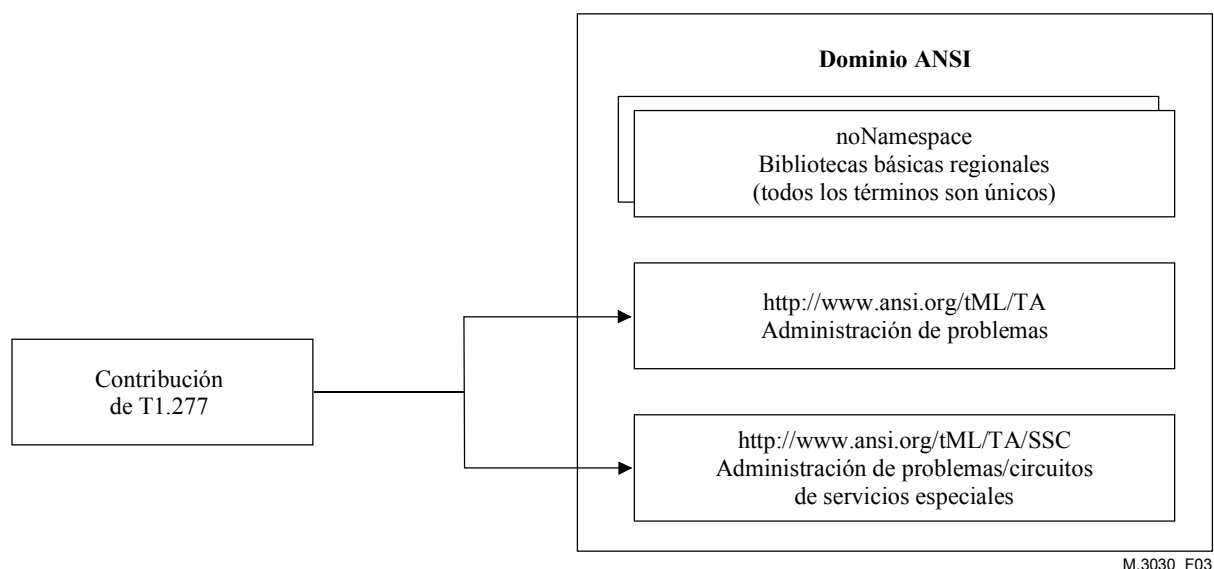 Dominio ANSI
noNamespace
Bibliotecas básicas regionales
(todos los términos son únicos)
http://www.ansi.org/tML/TA
Administración de problemas
Contribución
de T1.277
http://www.ansi.org/tML/TA/SSC
Administración de problemas/circuitos
de servicios especiales
M.3030_F03